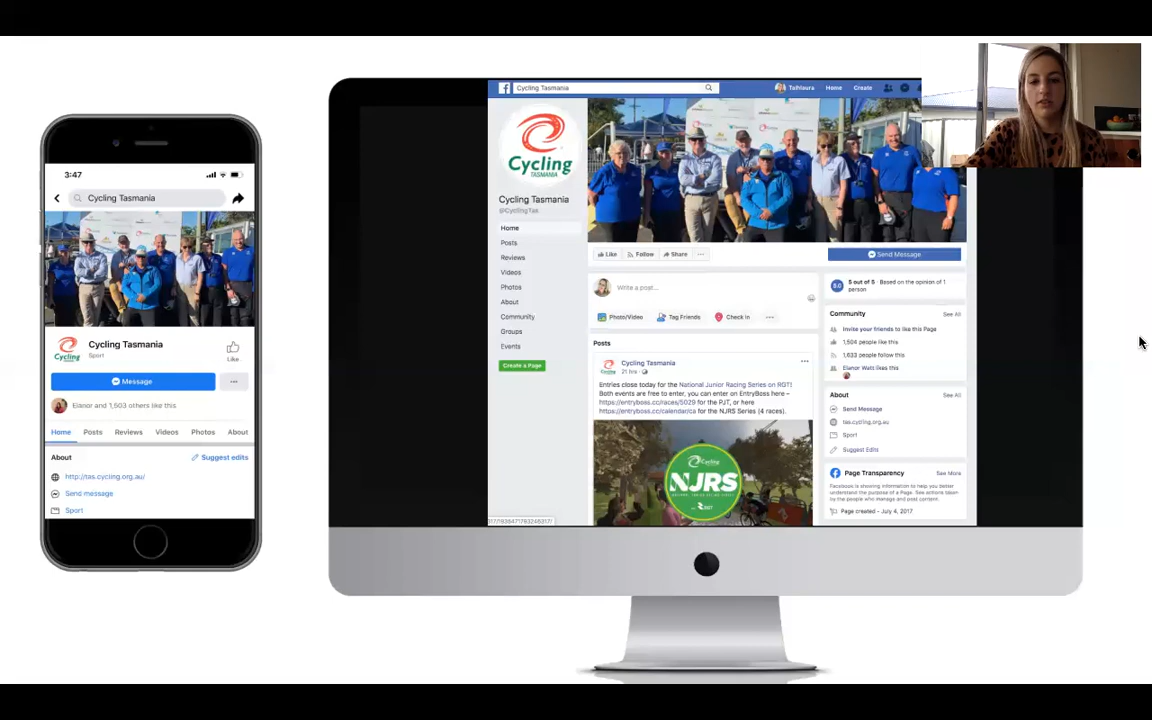 3:47
Cycling Tasmania
Cycling
TASMANIA
Cycling Tasmania
Sport
Like
Message
Elanor and 1,503 others like this
Home Posts Reviews Videos Photos About
About
Suggest edits
http://tas.cycling.org.au/
Send message
Sport
Cycling Tasmania
Taihlaura Home Create
Cycling
TASMANIA
Cycling Tasmania
@CyclingTas
Home
Posts
Reviews
Videos
Photos
About
Community
Groups
Events
Create a Page
Like Follow Share
Send Message
Write a post...
Photo/Video Tag Friends Check in
Posts
Cycling Tasmania
21 hrs
Entries close today for the National Junior Racing Series on RGT!
Both events are free to enter, you can enter on EntryBoss here –
https://entryboss.cc/races/5029 for the PJT, or here
https://entryboss.cc/calendar/ca for the NJRS Series (4 races).
Cycling
NJRS
5.0
5 out of 5 · Based on the opinion of 1
person
Community See All
Invite your friends to like this Page
1,504 people like this
1,633 people follow this
Elanor Watt likes this
About See All
Send Message
tas.cycling.org.au
Sport
Suggest Edits
Page Transparency See More
Facebook is showing information to help you better
understand the purpose of a Page. See actions taken
by the people who manage and post content.
Page created – July 4, 2017